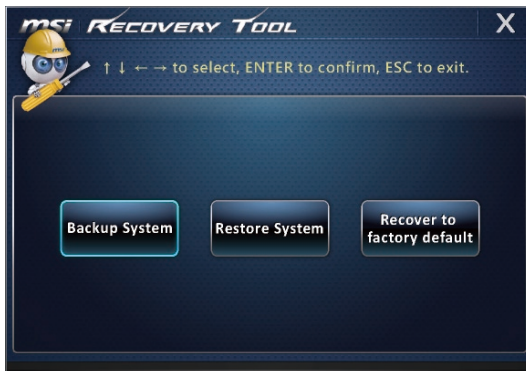 msi RECOVERY TOOL X
↑ ↓ ← → to select, ENTER to confirm, ESC to exit.
Backup System
Restore System
Recover to
factory default